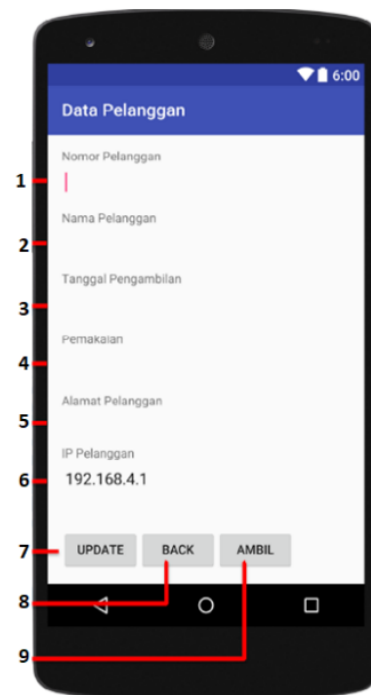 6:00
Data Pelanggan
Nomor Pelanggan
1
Nama Pelanggan
2
Tanggal Pengambilan
3
Pemakaian
4
Alamat Pelanggan
5
IP Pelanggan
6 192.168.4.1
7 UPDATE BACK AMBIL
8
9